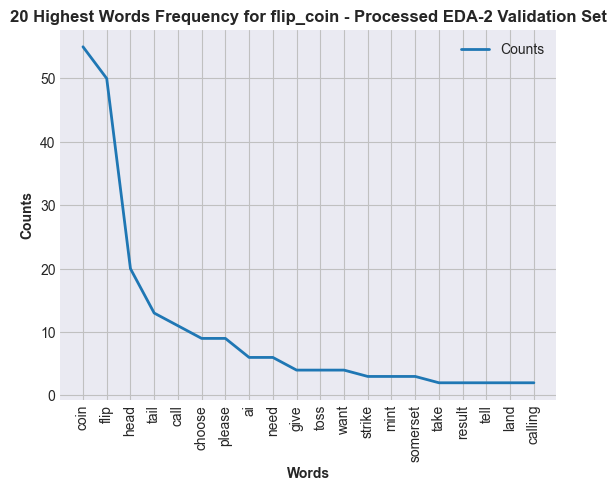 20 Highest Words Frequency for flip_coin - Processed EDA-2 Validation Set
Counts
Counts
50
40
30
20
10
0
coin
flip
head
tail
call
choose
please
ai
need
give
toss
want
strike
mint
somerset
take
result
tell
land
calling
Words